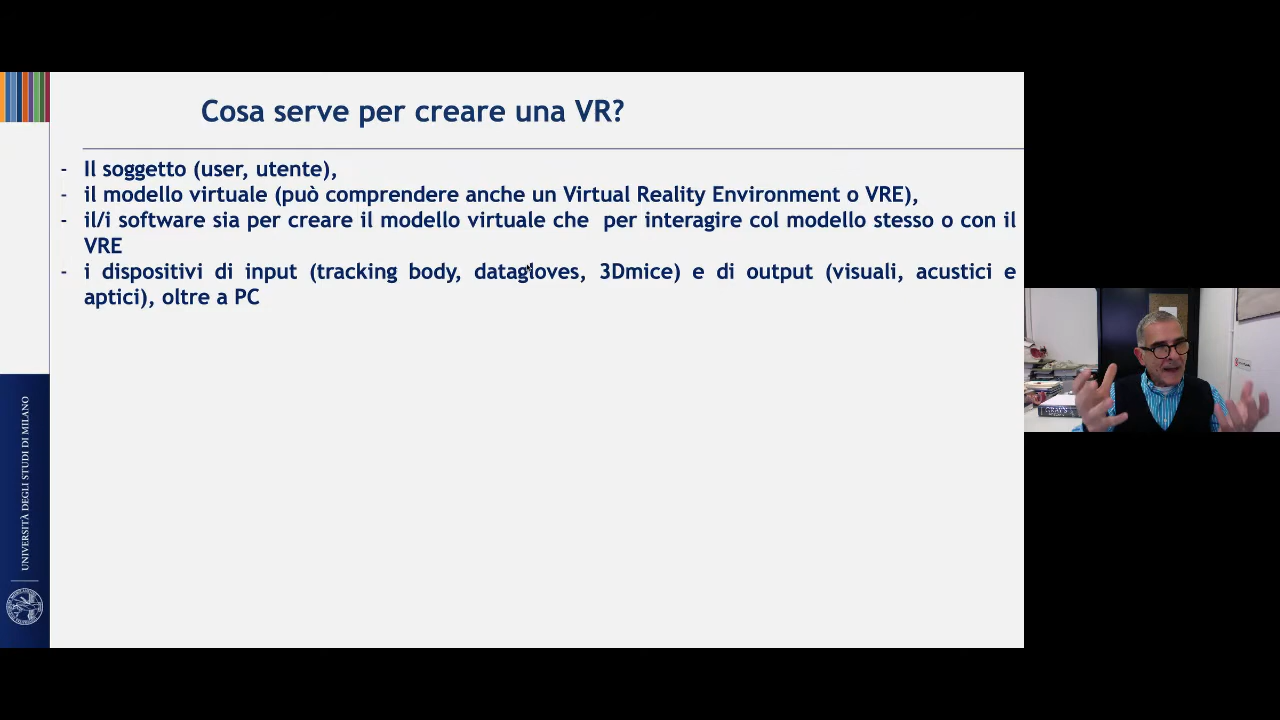 Cosa serve per creare una VR?
- Il soggetto (user, utente),
- il modello virtuale (può comprendere anche un Virtual Reality Environment o VRE),
- il/i software sia per creare il modello virtuale che per interagire col modello stesso o con il
VRE
- i dispositivi di input (tracking body, datagloves, 3Dmice) e di output (visuali, acustici e
aptici), oltre a PC
UNIVERSITÀ DEGLI STUDI DI MILANO